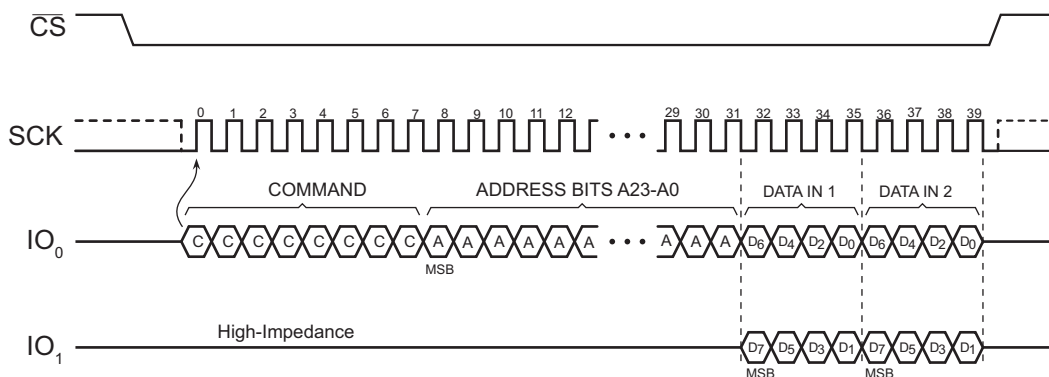 CS
0 1 2 3 4 5 6 7 8 9 10 11 12 29 30 31 32 33 34 35 36 37 38 39
SCK
COMMAND ADDRESS BITS A23-A0 DATA IN 1 DATA IN 2
IO0 C C C C C C C C A A A A A A A A A D6 D4 D2 D0 D6 D4 D2 D0
MSB
High-Impedance
IO1 D7 D5 D3 D1 D7 D5 D3 D1
MSB MSB